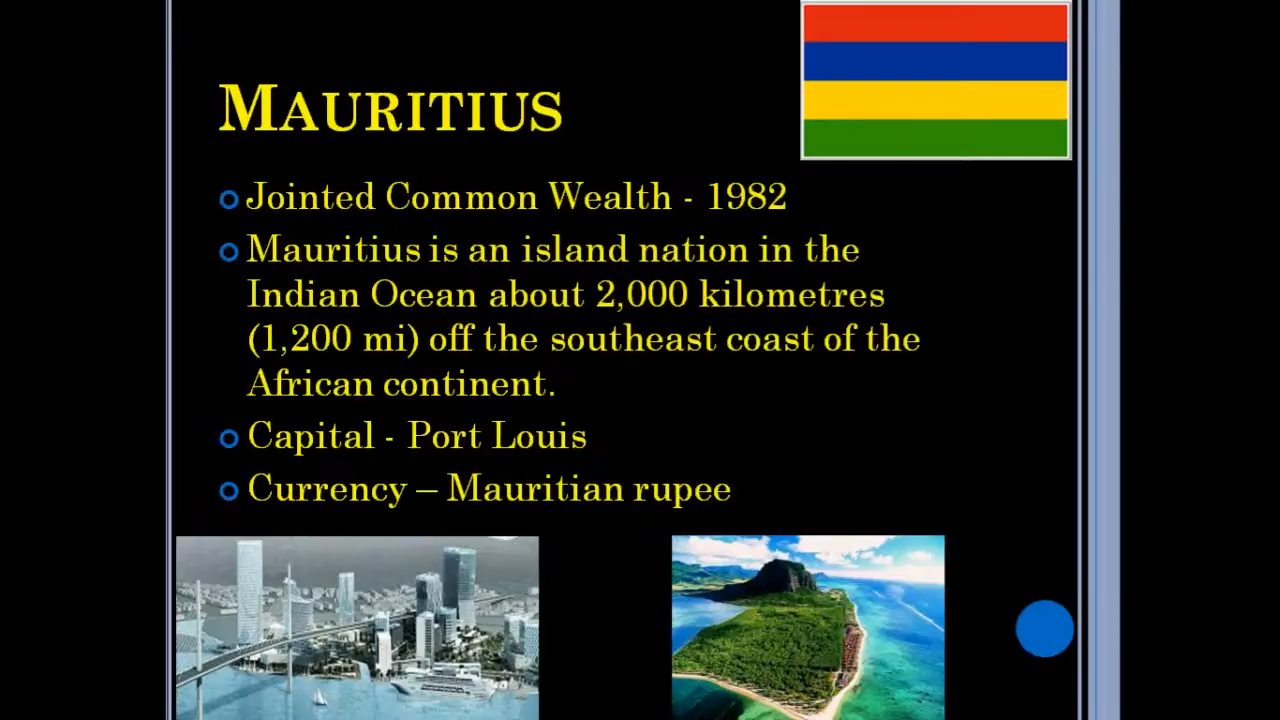 MAURITIUS
Jointed Common Wealth - 1982
Mauritius is an island nation in the
Indian Ocean about 2,000 kilometres
(1,200 mi) off the southeast coast of the
African continent.
Capital - Port Louis
Currency – Mauritian rupee